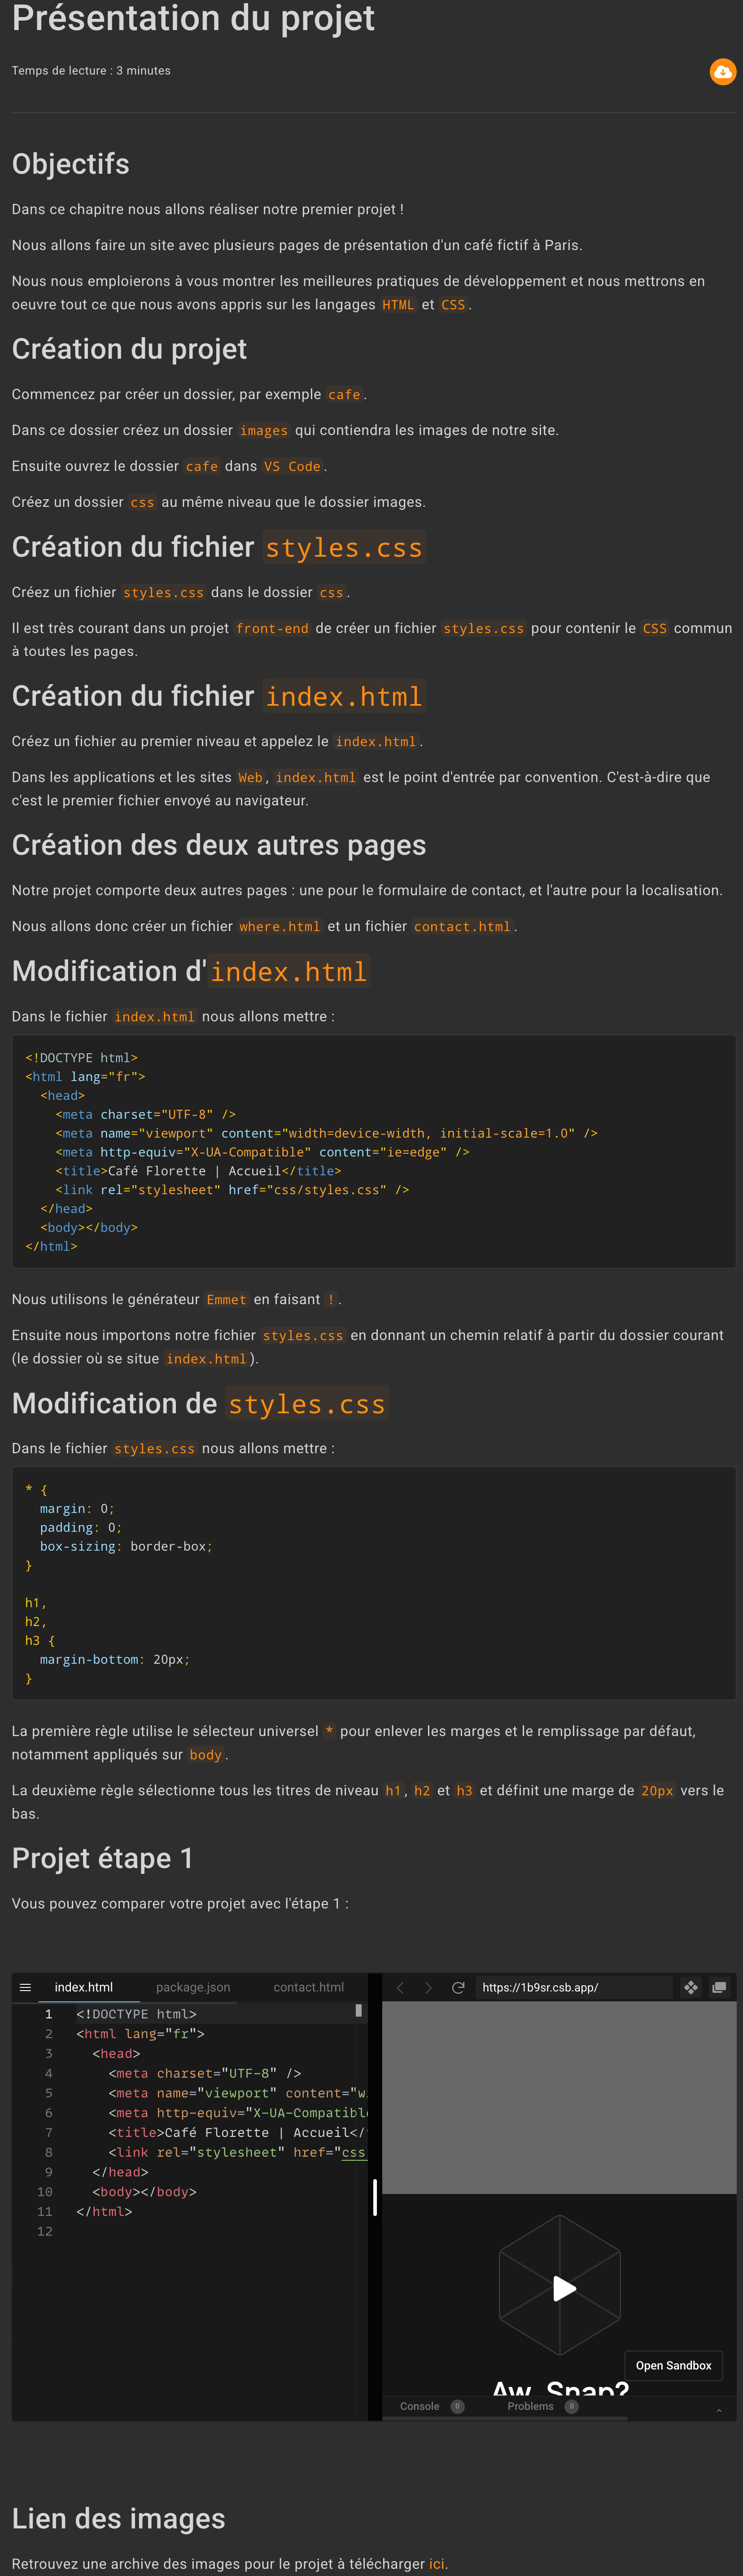 Présentation du projet
Temps de lecture : 3 minutes
Objectifs
Dans ce chapitre nous allons réaliser notre premier projet !
Nous allons faire un site avec plusieurs pages de présentation d'un café fictif à Paris.
Nous nous emploierons à vous montrer les meilleures pratiques de développement et nous mettrons en
oeuvre tout ce que nous avons appris sur les langages HTML et CSS.
Création du projet
Commencez par créer un dossier, par exemple cafe.
Dans ce dossier créez un dossier images qui contiendra les images de notre site.
Ensuite ouvrez le dossier cafe dans VS Code.
Créez un dossier css au même niveau que le dossier images.
Création du fichier styles.css
Créez un fichier styles.css dans le dossier css.
Il est très courant dans un projet front-end de créer un fichier styles.css pour contenir le CSS commun
à toutes les pages.
Création du fichier index.html
Créez un fichier au premier niveau et appelez le index.html.
Dans les applications et les sites Web, index.html est le point d'entrée par convention. C'est-à-dire que
c'est le premier fichier envoyé au navigateur.
Création des deux autres pages
Notre projet comporte deux autres pages : une pour le formulaire de contact, et l'autre pour la localisation.
Nous allons donc créer un fichier where.html et un fichier contact.html.
Modification d'index.html
Dans le fichier index.html nous allons mettre :
<!DOCTYPE html>
<html lang="fr">
  <head>
    <meta charset="UTF-8" />
    <meta name="viewport" content="width=device-width, initial-scale=1.0" />
    <meta http-equiv="X-UA-Compatible" content="ie=edge" />
    <title>Café Florette | Accueil</title>
    <link rel="stylesheet" href="css/styles.css" />
  </head>
  <body></body>
</html>
Nous utilisons le générateur Emmet en faisant !.
Ensuite nous importons notre fichier styles.css en donnant un chemin relatif à partir du dossier courant
(le dossier où se situe index.html).
Modification de styles.css
Dans le fichier styles.css nous allons mettre :
* {
  margin: 0;
  padding: 0;
  box-sizing: border-box;
}
h1,
h2,
h3 {
  margin-bottom: 20px;
}
La première règle utilise le sélecteur universel * pour enlever les marges et le remplissage par défaut,
notamment appliqués sur body.
La deuxième règle sélectionne tous les titres de niveau h1, h2 et h3 et définit une marge de 20px vers le
bas.
Projet étape 1
Vous pouvez comparer votre projet avec l'étape 1 :
index.html package.json contact.html
1 <!DOCTYPE html>
2 <html lang="fr">
3   <head>
4     <meta charset="UTF-8" />
5     <meta name="viewport" content="w
6     <meta http-equiv="X-UA-Compatible
7     <title>Café Florette | Accueil</
8     <link rel="stylesheet" href="css
9   </head>
10   <body></body>
11 </html>
12
https://1b9sr.csb.app/
Open Sandbox
Aw, Snap?
Console 0 Problems 0
Lien des images
Retrouvez une archive des images pour le projet à télécharger ici.